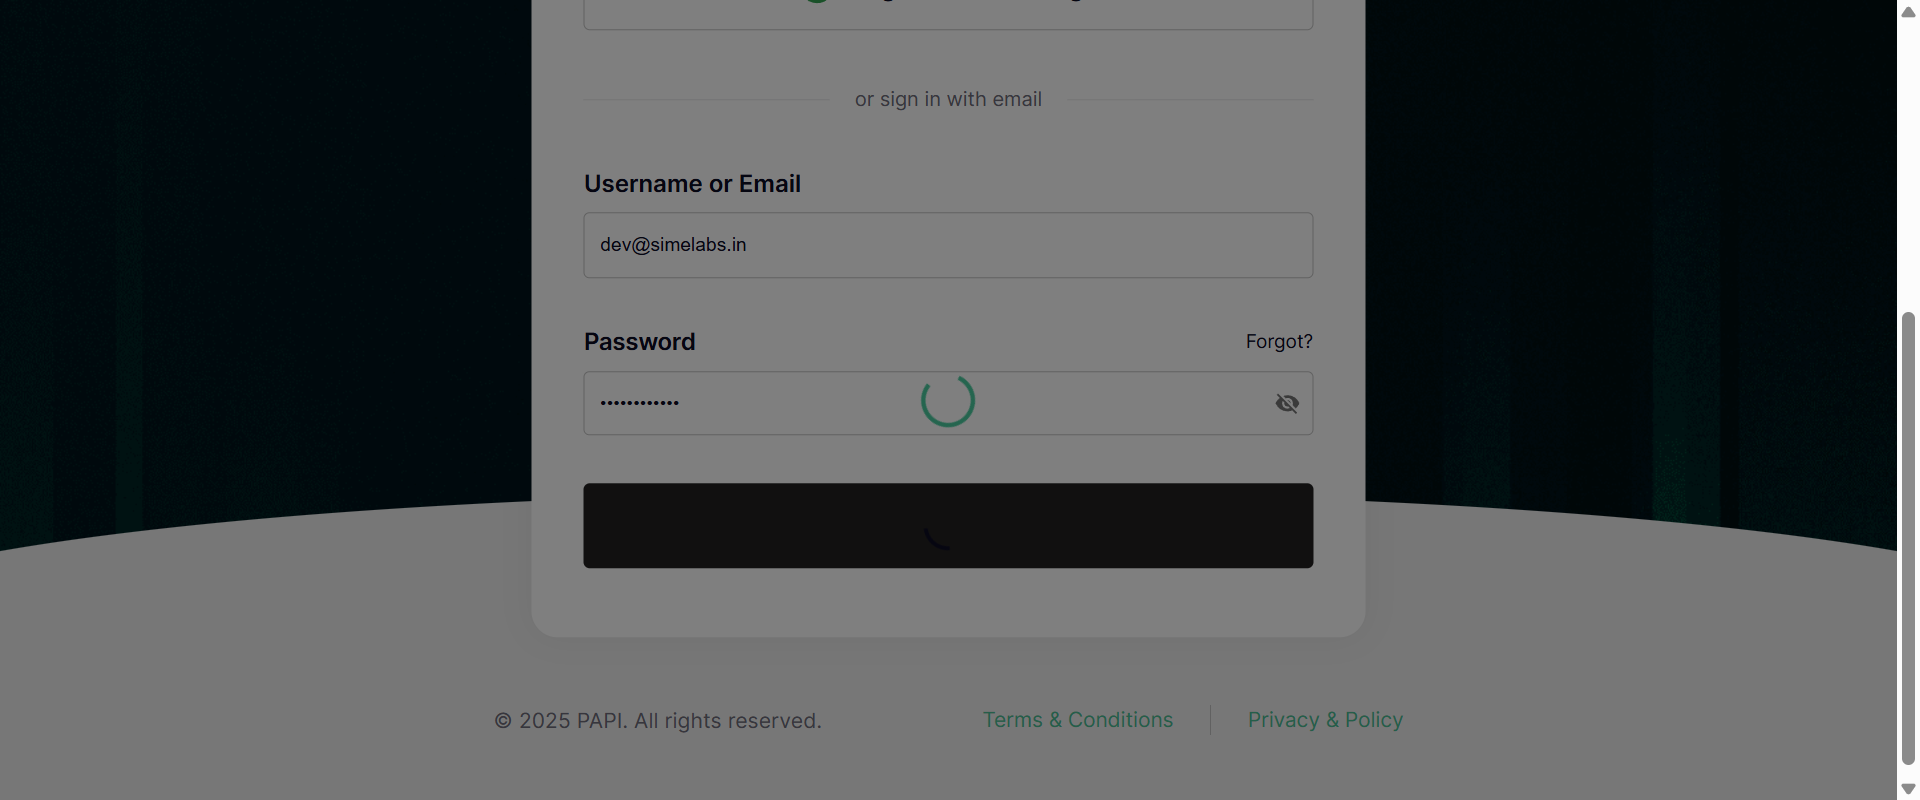 or sign in with email
Username or Email
dev@simelabs.in
Password
Forgot?
••••••••••••
© 2025 PAPI. All rights reserved.
Terms & Conditions
Privacy & Policy